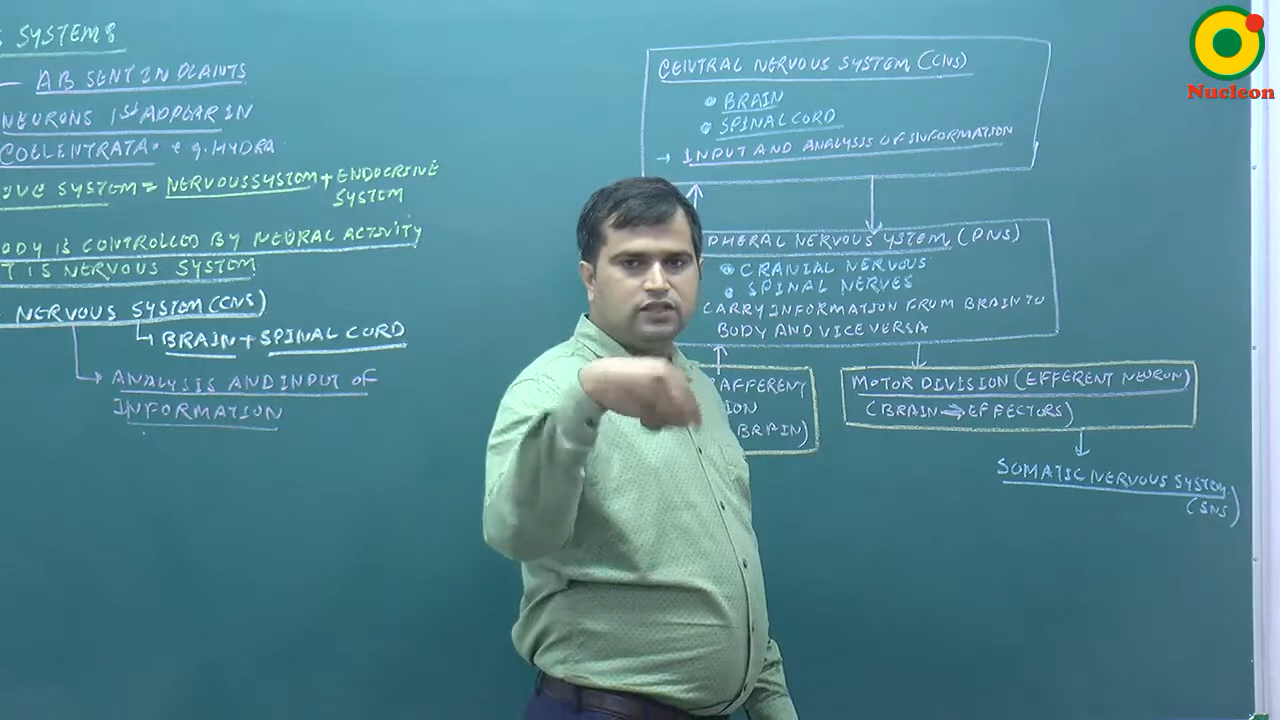 SYSTEMS
— ABSENT IN PLANTS
NEURONS 1st APPEAR IN
COELENTRATA. e.g. HYDRA
SYSTEM = NERVOUS SYSTEM + ENDOCRINE
SYSTEM
IS CONTROLLED BY NEURAL ACTIVITY
IS NERVOUS SYSTEM
NERVOUS SYSTEM (CNS)
BRAIN + SPINAL CORD
ANALYSIS AND INPUT OF
INFORMATION
CENTRAL NERVOUS SYSTEM (CNS)
• BRAIN
• SPINAL CORD
→ INPUT AND ANALYSIS OF INFORMATION
PHERAL NERVOUS SYSTEM (PNS)
• CRANIAL NERVOUS
• SPINAL NERVES
CARRY INFORMATION FROM BRAIN TO
BODY AND VICE VERSA
AFFERENT
ION
BRAIN)
MOTOR DIVISION (EFFERENT NEURON)
(BRAIN → EFFECTORS)
SOMATIC NERVOUS SYSTEM
(SNS)
Nucleon